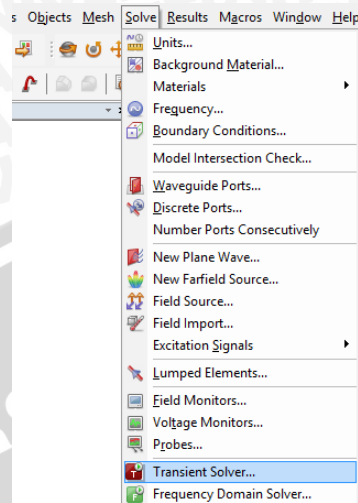 s Objects Mesh Solve Results Macros Window Help
Units...
Background Material...
Materials
Frequency...
Boundary Conditions...
Model Intersection Check...
Waveguide Ports...
Discrete Ports...
Number Ports Consecutively
New Plane Wave...
New Farfield Source...
Field Source...
Field Import...
Excitation Signals
Lumped Elements...
Field Monitors...
Voltage Monitors...
Probes...
Transient Solver...
Frequency Domain Solver...